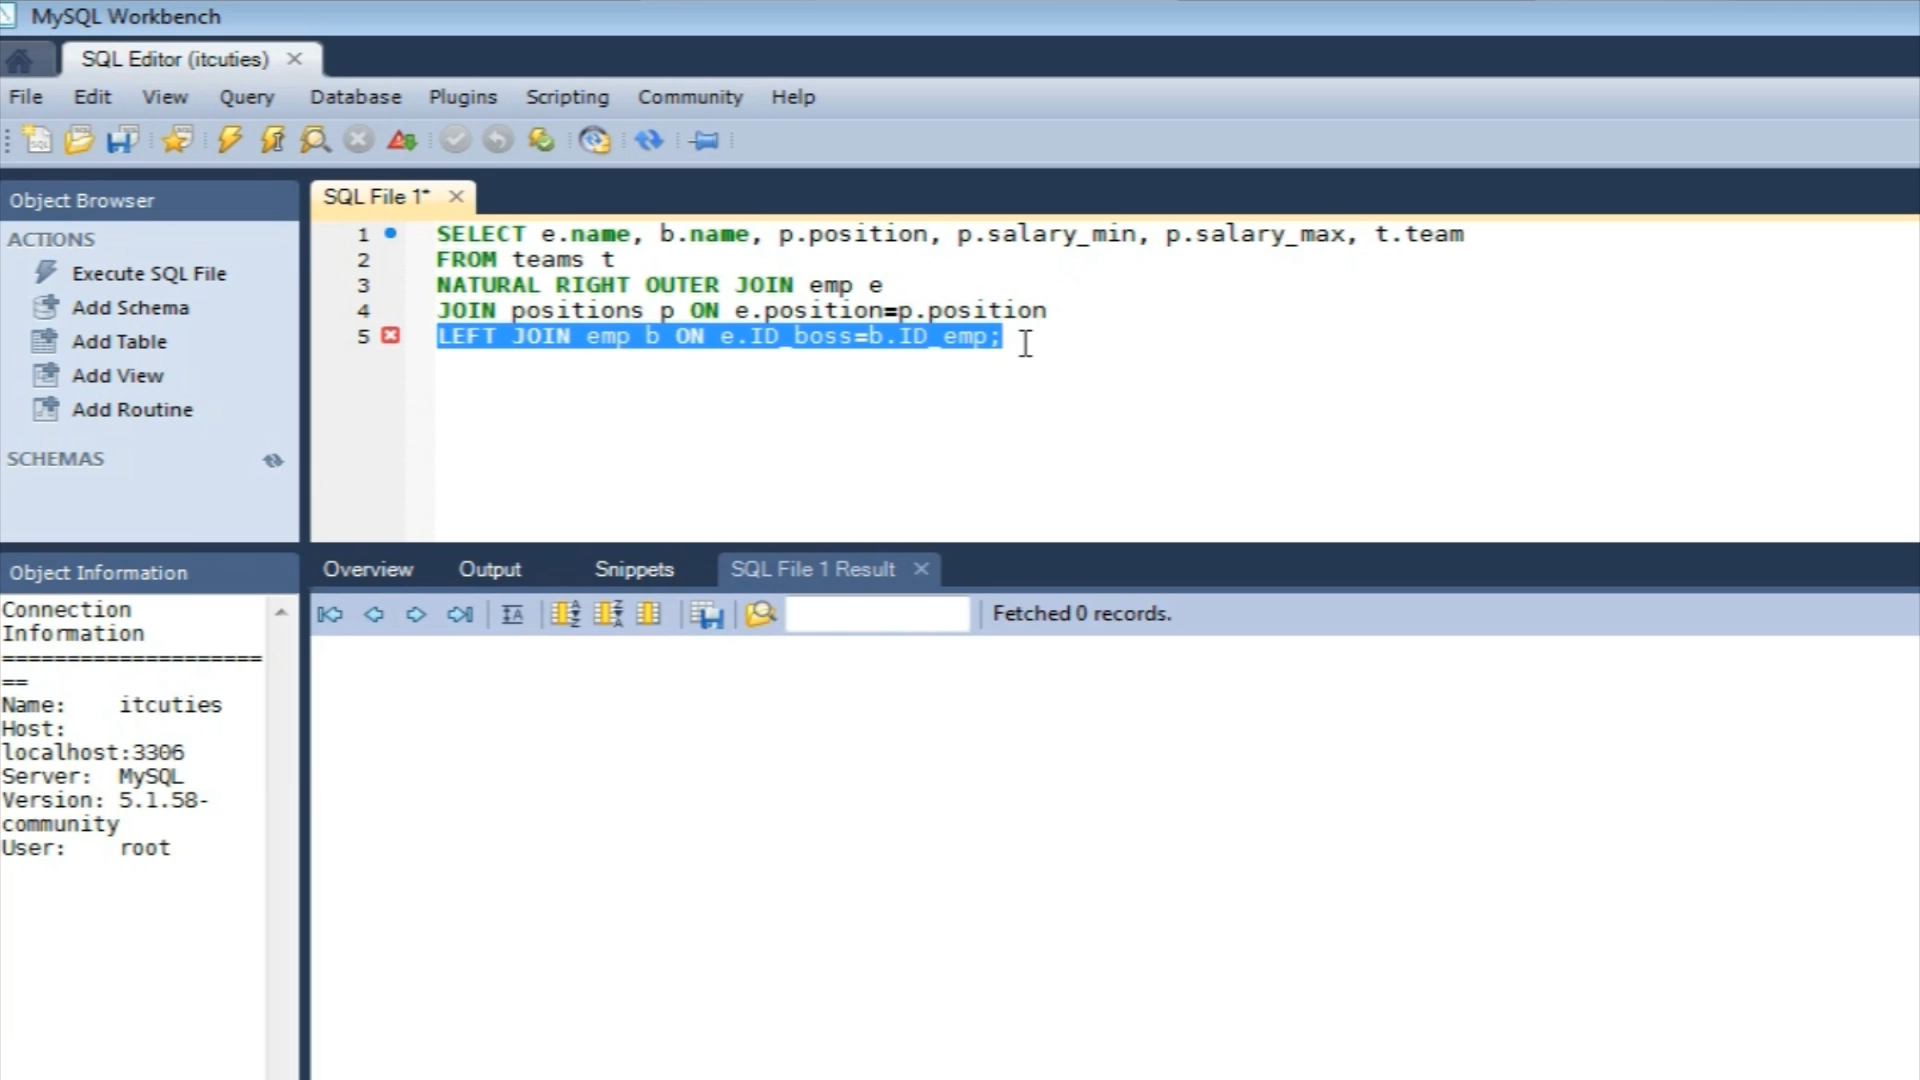 MySQL Workbench
SQL Editor (itcuties)
File Edit View Query Database Plugins Scripting Community Help
Object Browser
ACTIONS
Execute SQL File
Add Schema
Add Table
Add View
Add Routine
SCHEMAS
SQL File 1*
1 SELECT e.name, b.name, p.position, p.salary_min, p.salary_max, t.team
2 FROM teams t
3 NATURAL RIGHT OUTER JOIN emp e
4 JOIN positions p ON e.position=p.position
5 LEFT JOIN emp b ON e.ID_boss=b.ID_emp;
Object Information
Connection
Information
=====================
==
Name: itcuties
Host:
localhost:3306
Server: MySQL
Version: 5.1.58-
community
User: root
Overview Output Snippets SQL File 1 Result
Fetched 0 records.